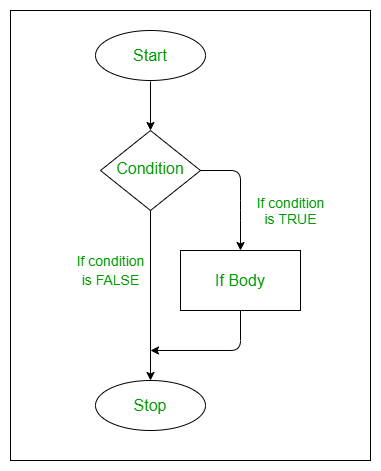 Start
Condition
If condition
is TRUE
If condition
is FALSE
If Body
Stop